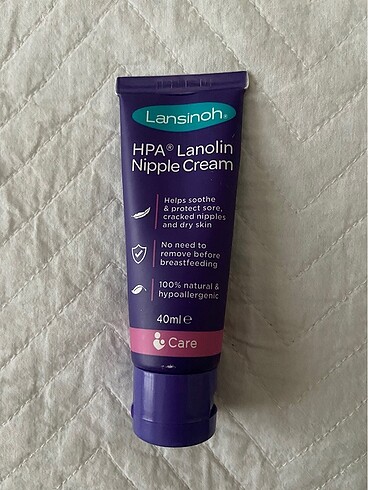 Lansinoh®
HPA® Lanolin
Nipple Cream
Helps soothe
& protect sore,
cracked nipples
and dry skin
No need to
remove before
breastfeeding
100% natural &
hypoallergenic
40ml ℮
Care